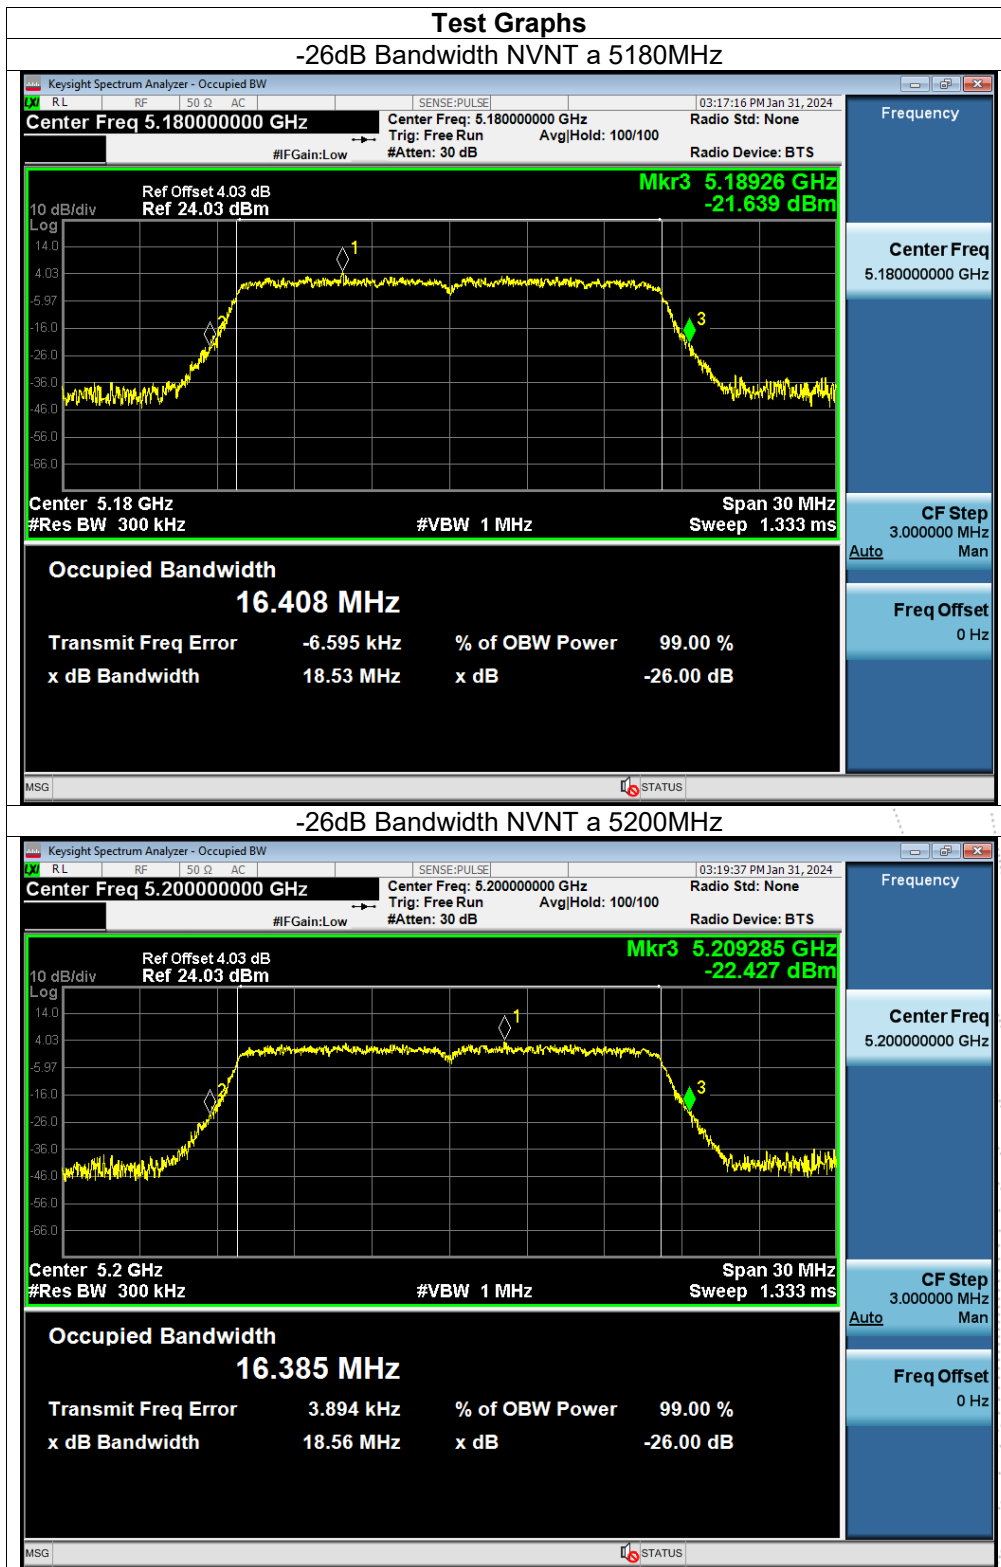 Test Graphs
-26dB Bandwidth NVNT a 5180MHz
Keysight Spectrum Analyzer - Occupied BW
LXI RL RF 50 Ω AC SENSE:PULSE 03:17:16 PM Jan 31, 2024
Center Freq 5.180000000 GHz Center Freq: 5.180000000 GHz Radio Std: None
Trig: Free Run Avg|Hold: 100/100
#IFGain:Low #Atten: 30 dB Radio Device: BTS
Frequency
Ref Offset 4.03 dB Mkr3 5.18926 GHz
10 dB/div Ref 24.03 dBm -21.639 dBm
Log
14.0
4.03
-5.97
-16.0
-26.0
-36.0
-46.0
-56.0
-66.0
1
2
3
Center 5.18 GHz Span 30 MHz
#Res BW 300 kHz #VBW 1 MHz Sweep 1.333 ms
Center Freq
5.180000000 GHz
CF Step
3.000000 MHz
Auto Man
Freq Offset
0 Hz
Occupied Bandwidth
16.408 MHz
Transmit Freq Error -6.595 kHz % of OBW Power 99.00 %
x dB Bandwidth 18.53 MHz x dB -26.00 dB
MSG STATUS
-26dB Bandwidth NVNT a 5200MHz
Keysight Spectrum Analyzer - Occupied BW
LXI RL RF 50 Ω AC SENSE:PULSE 03:19:37 PM Jan 31, 2024
Center Freq 5.200000000 GHz Center Freq: 5.200000000 GHz Radio Std: None
Trig: Free Run Avg|Hold: 100/100
#IFGain:Low #Atten: 30 dB Radio Device: BTS
Frequency
Ref Offset 4.03 dB Mkr3 5.209285 GHz
10 dB/div Ref 24.03 dBm -22.427 dBm
Log
14.0
4.03
-5.97
-16.0
-26.0
-36.0
-46.0
-56.0
-66.0
1
2
3
Center 5.2 GHz Span 30 MHz
#Res BW 300 kHz #VBW 1 MHz Sweep 1.333 ms
Center Freq
5.200000000 GHz
CF Step
3.000000 MHz
Auto Man
Freq Offset
0 Hz
Occupied Bandwidth
16.385 MHz
Transmit Freq Error 3.894 kHz % of OBW Power 99.00 %
x dB Bandwidth 18.56 MHz x dB -26.00 dB
MSG STATUS